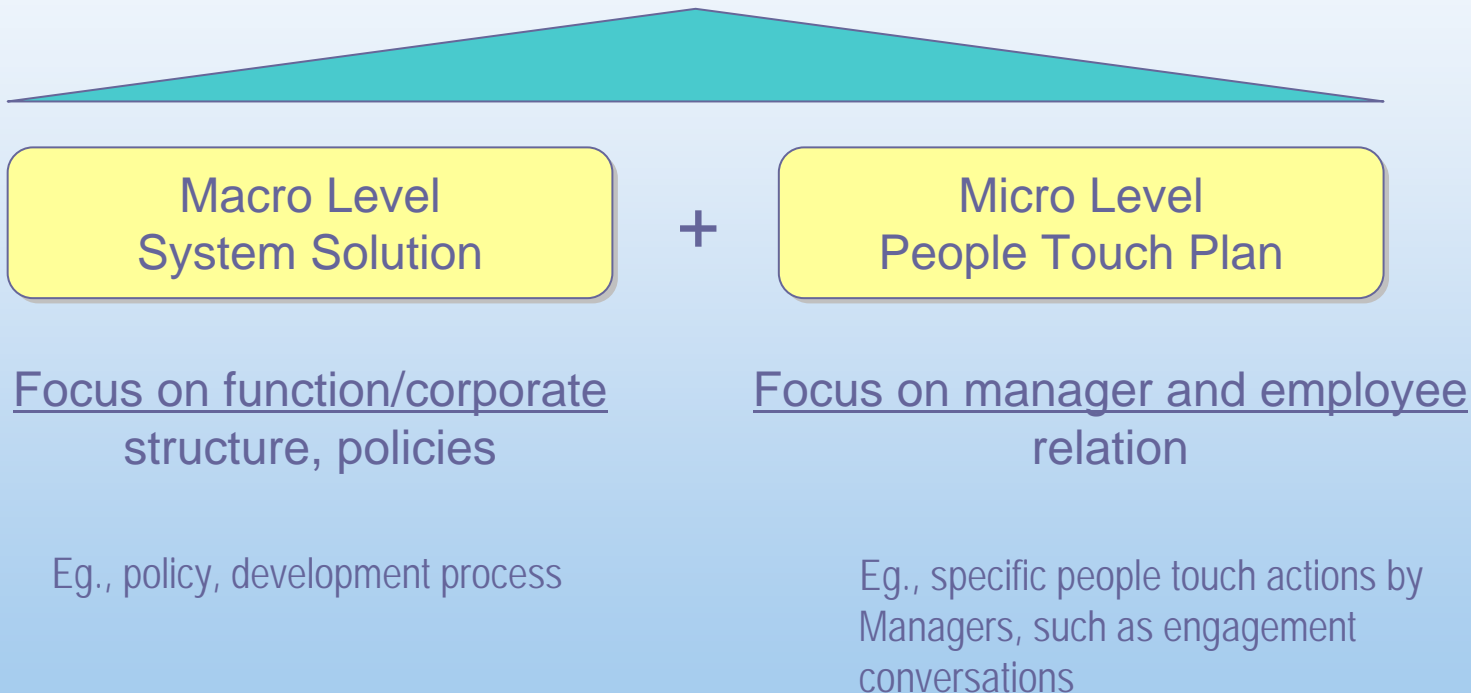 Macro Level
System Solution
+
Micro Level
People Touch Plan
Focus on function/corporate
structure, policies
Focus on manager and employee
relation
Eg., policy, development process
Eg., specific people touch actions by
Managers, such as engagement
conversations